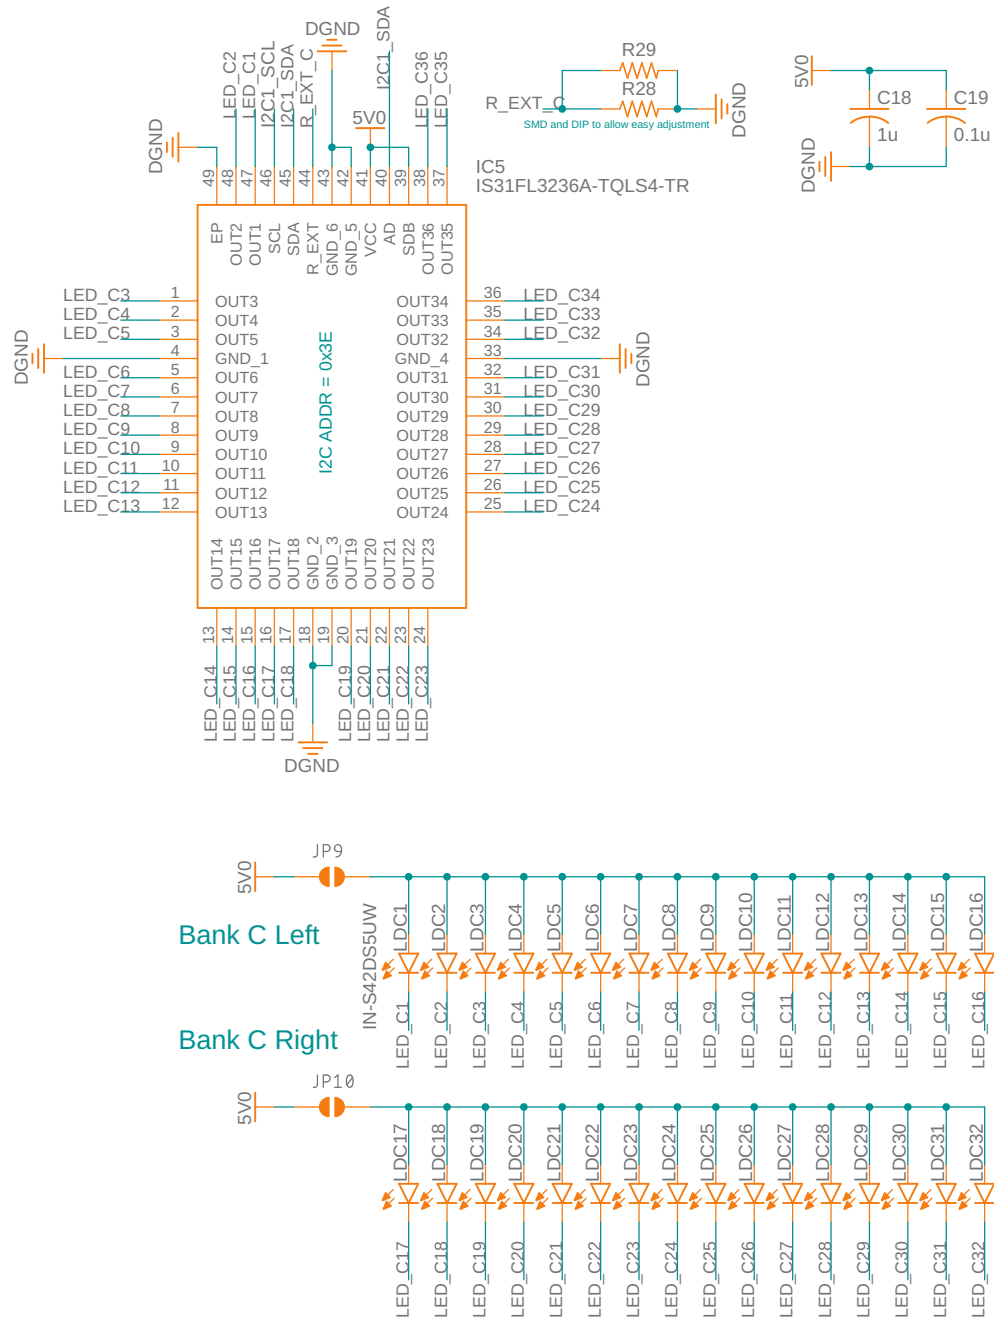 DGND
LED_C2
LED_C1
I2C1_SCL
I2C1_SDA
R_EXT_C
I2C1_SDA
LED_C36
LED_C35
5V0
DGND
R29
R28
R_EXT_C
DGND
SMD and DIP to allow easy adjustment
5V0
C18
1u
C19
0.1u
DGND
IC5
IS31FL3236A-TQLS4-TR
49 48 47 46 45 44 43 42 41 40 39 38 37
EP OUT2 OUT1 SCL SDA R_EXT GND_6 GND_5 VCC AD SDB OUT36 OUT35
LED_C3 1 OUT3 OUT34 36 LED_C34
LED_C4 2 OUT4 OUT33 35 LED_C33
LED_C5 3 OUT5 OUT32 34 LED_C32
DGND 4 GND_1 GND_4 33 DGND
LED_C6 5 OUT6 OUT31 32 LED_C31
LED_C7 6 OUT7 OUT30 31 LED_C30
LED_C8 7 OUT8 OUT29 30 LED_C29
LED_C9 8 OUT9 OUT28 29 LED_C28
LED_C10 9 OUT10 OUT27 28 LED_C27
LED_C11 10 OUT11 OUT26 27 LED_C26
LED_C12 11 OUT12 OUT25 26 LED_C25
LED_C13 12 OUT13 OUT24 25 LED_C24
I2C ADDR = 0x3E
OUT14 OUT15 OUT16 OUT17 OUT18 GND_2 GND_3 OUT19 OUT20 OUT21 OUT22 OUT23
13 14 15 16 17 18 19 20 21 22 23 24
LED_C14 LED_C15 LED_C16 LED_C17 LED_C18 LED_C19 LED_C20 LED_C21 LED_C22 LED_C23
DGND
JP9
5V0
Bank C Left
IN-S42DS5UW
LDC1 LDC2 LDC3 LDC4 LDC5 LDC6 LDC7 LDC8 LDC9 LDC10 LDC11 LDC12 LDC13 LDC14 LDC15 LDC16
LED_C1 LED_C2 LED_C3 LED_C4 LED_C5 LED_C6 LED_C7 LED_C8 LED_C9 LED_C10 LED_C11 LED_C12 LED_C13 LED_C14 LED_C15 LED_C16
Bank C Right
JP10
5V0
LDC17 LDC18 LDC19 LDC20 LDC21 LDC22 LDC23 LDC24 LDC25 LDC26 LDC27 LDC28 LDC29 LDC30 LDC31 LDC32
LED_C17 LED_C18 LED_C19 LED_C20 LED_C21 LED_C22 LED_C23 LED_C24 LED_C25 LED_C26 LED_C27 LED_C28 LED_C29 LED_C30 LED_C31 LED_C32